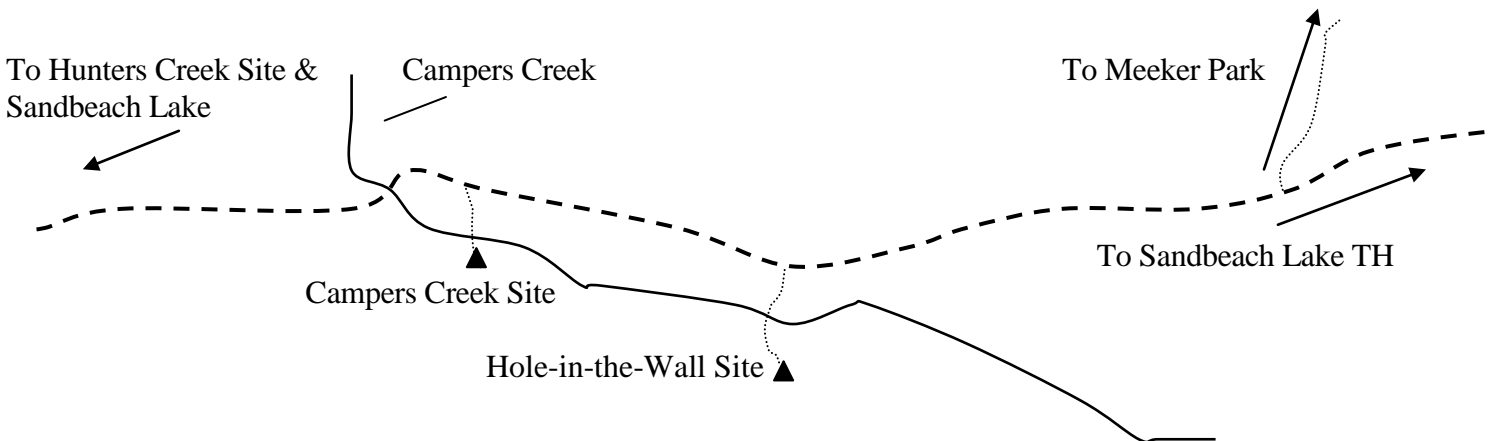 To Hunters Creek Site &
Sandbeach Lake
Campers Creek
To Meeker Park
To Sandbeach Lake TH
Campers Creek Site
Hole-in-the-Wall Site